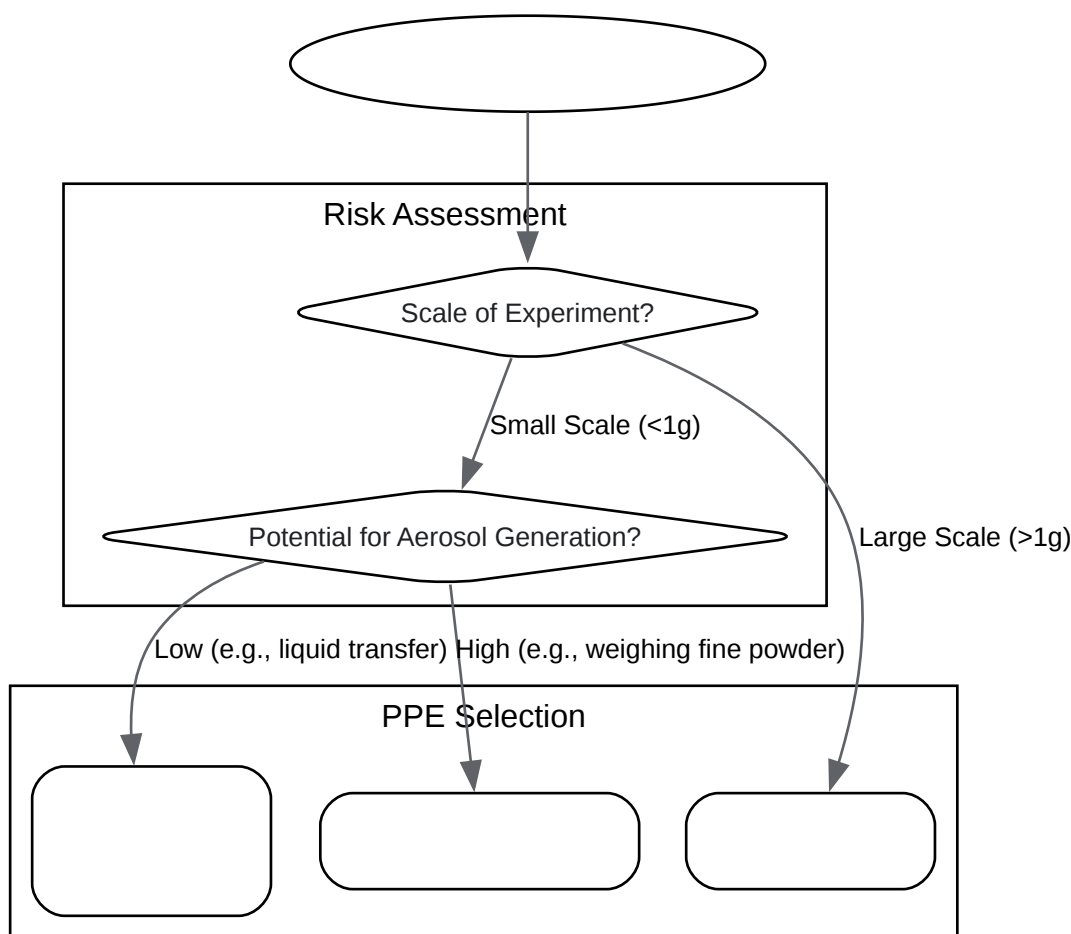 Risk Assessment
Scale of Experiment?
Small Scale (<1g)
Potential for Aerosol Generation?
Large Scale (>1g)
Low (e.g., liquid transfer)
High (e.g., weighing fine powder)
PPE Selection